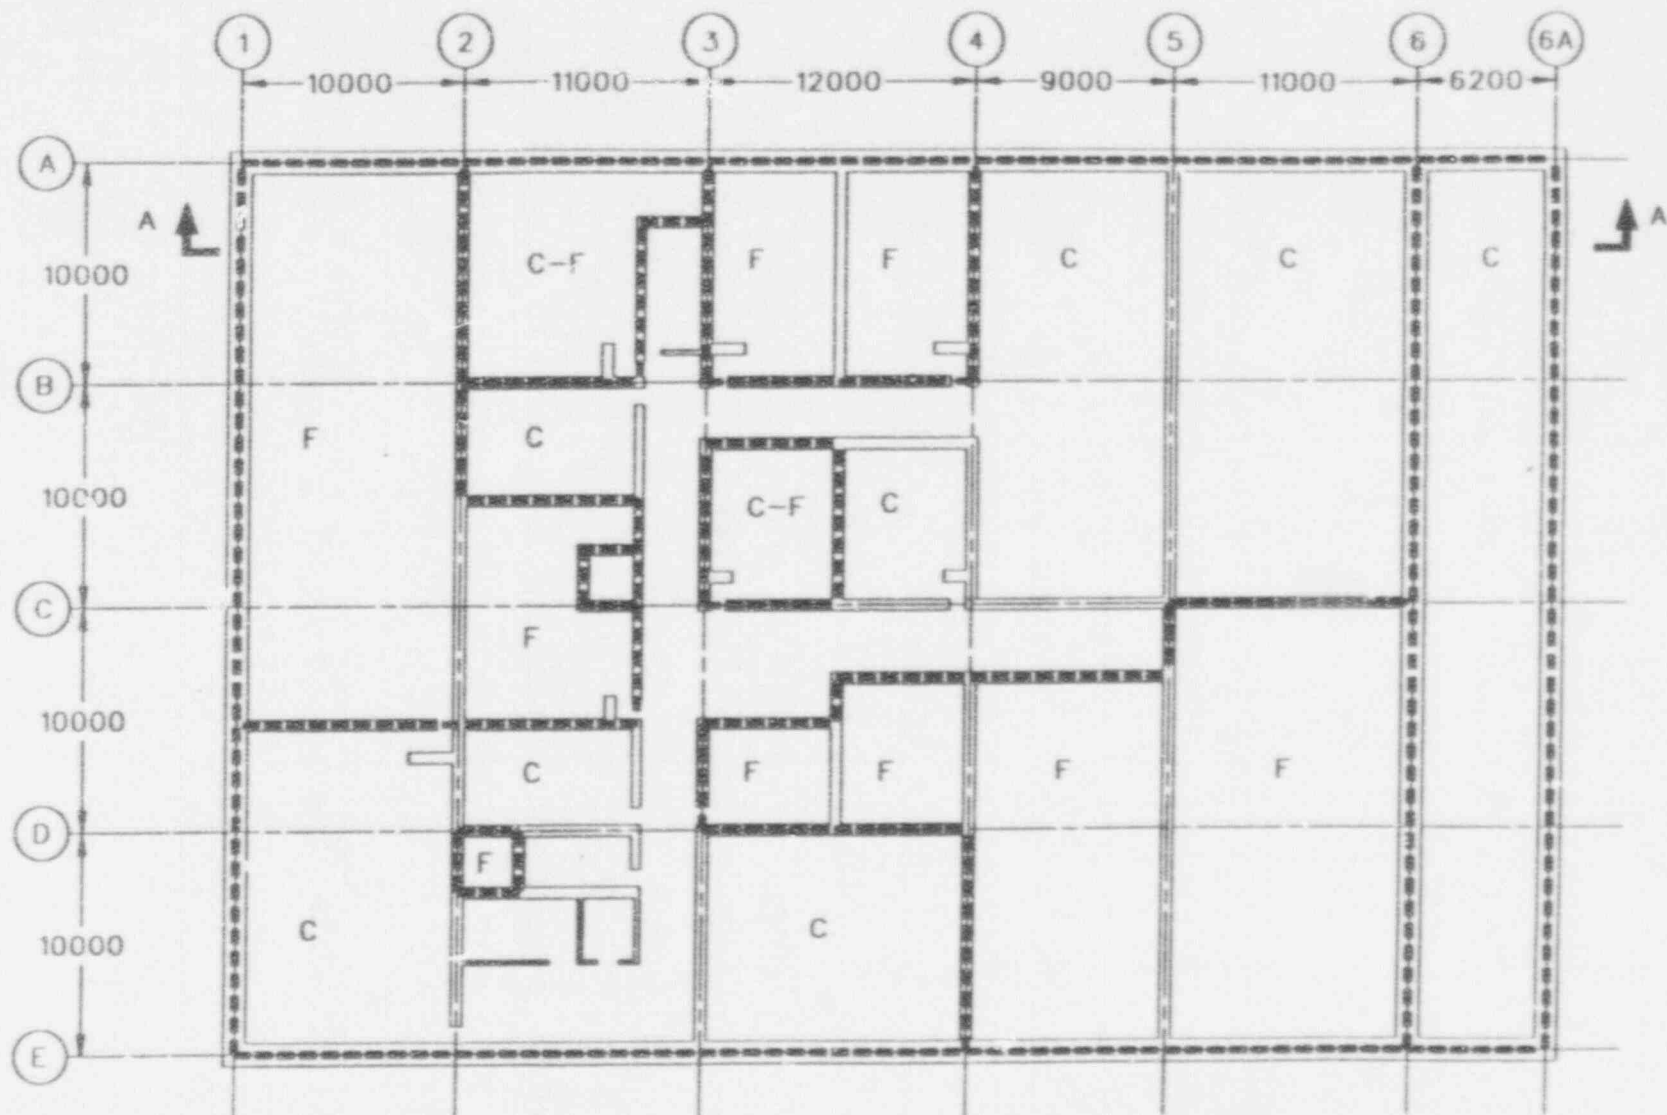 1 2 3 4 5 6 6A
10000 11000 12000 9000 11000 6200
A
A A
10000 C-F F F C C C
B
F C
10000 C-F C
C
F
10000 C F F F F
D
F
10000 C C
E